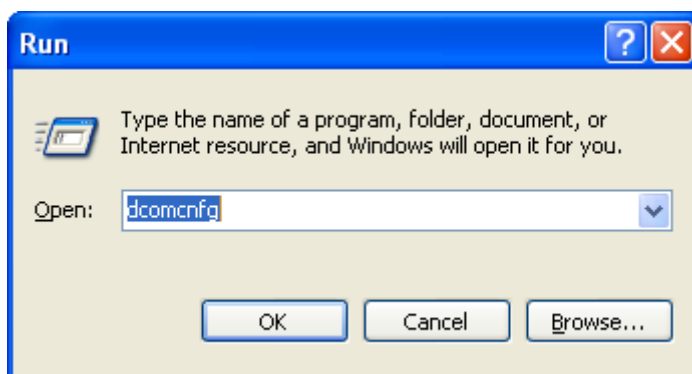 Run
Type the name of a program, folder, document, or
Internet resource, and Windows will open it for you.
Open: dcomcnfg
OK Cancel Browse...